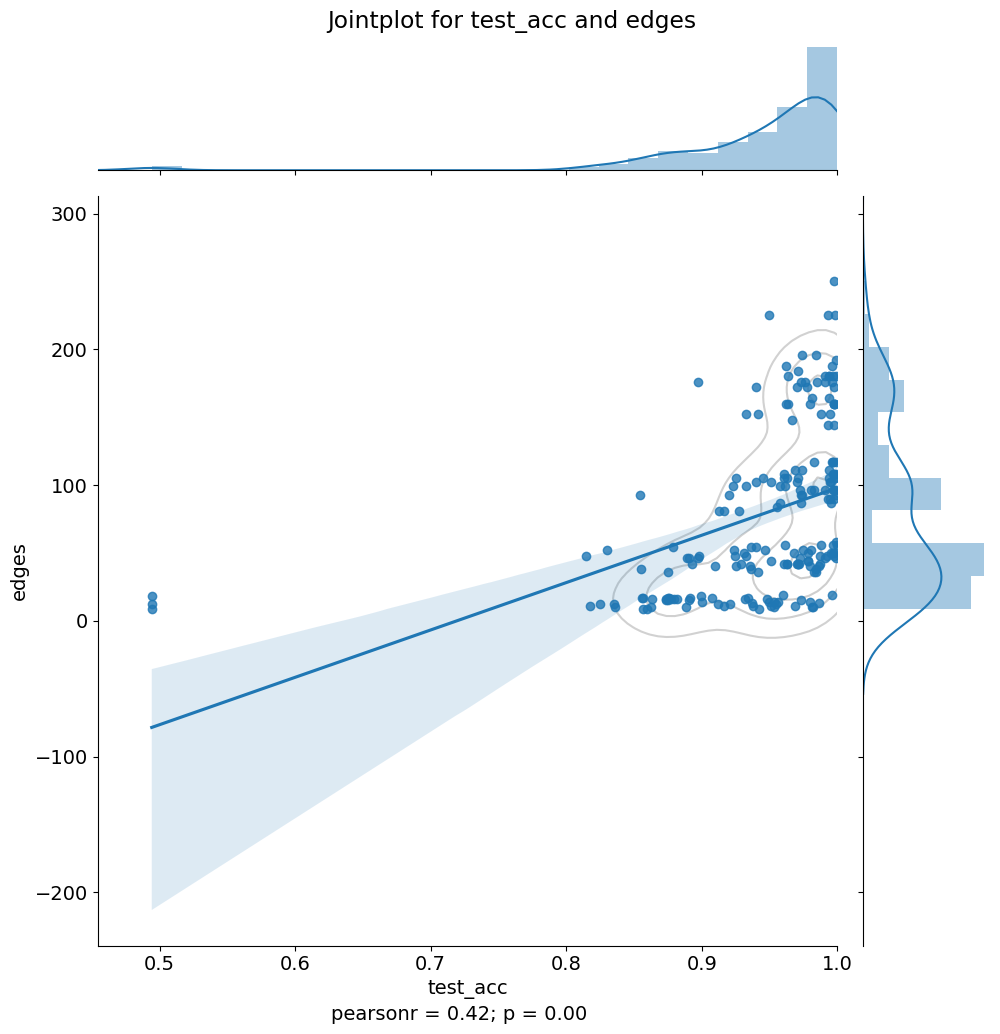 Jointplot for test_acc and edges
300
200
100
0
−100
−200
edges
0.5 0.6 0.7 0.8 0.9 1.0
test_acc
pearsonr = 0.42; p = 0.00